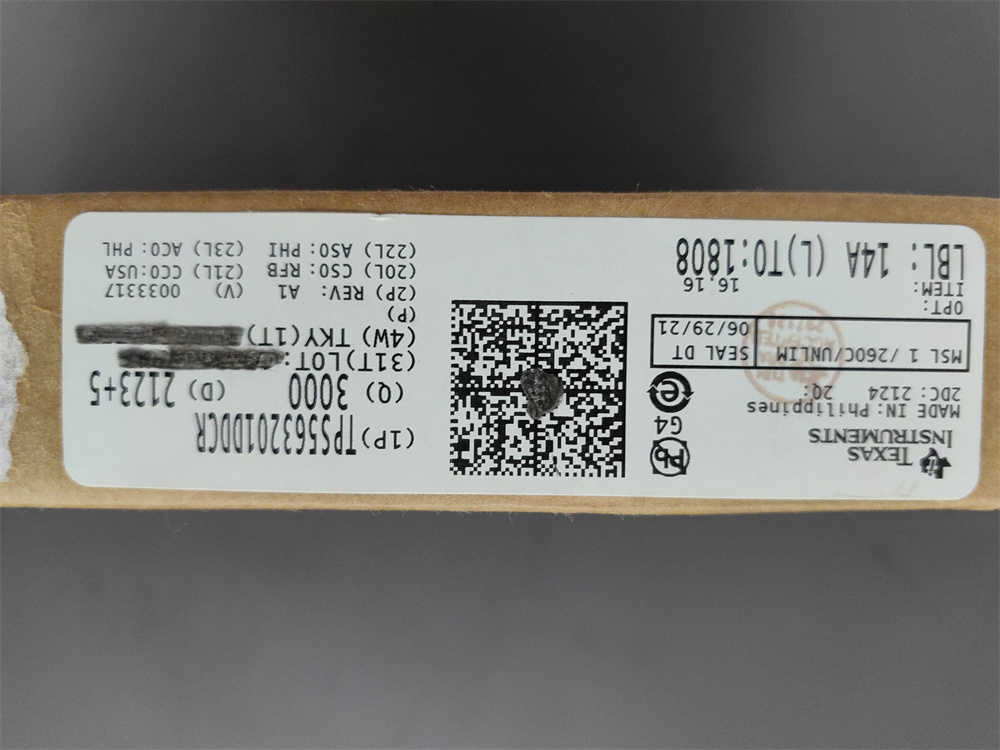 TEXAS
INSTRUMENTS
MADE IN: Philippines
2DC: 2124 2Q:
MSL 1 /260C/UNLIM
SEAL DT
06/29/21
OPT:
ITEM: 16,16
LBL: 14A (L)TO:1808
Pb
G4
e
(1P) TPS563201DDCR
(Q) 3000 (D) 2123+5
(31T)LOT:
(4W) TKY(1T)
(P)
(2P) REV: A1 (V) 0033317
(20L) CSO: RFB (21L) CCO:USA
(22L) ASO: PHI (23L) ACO: PHL